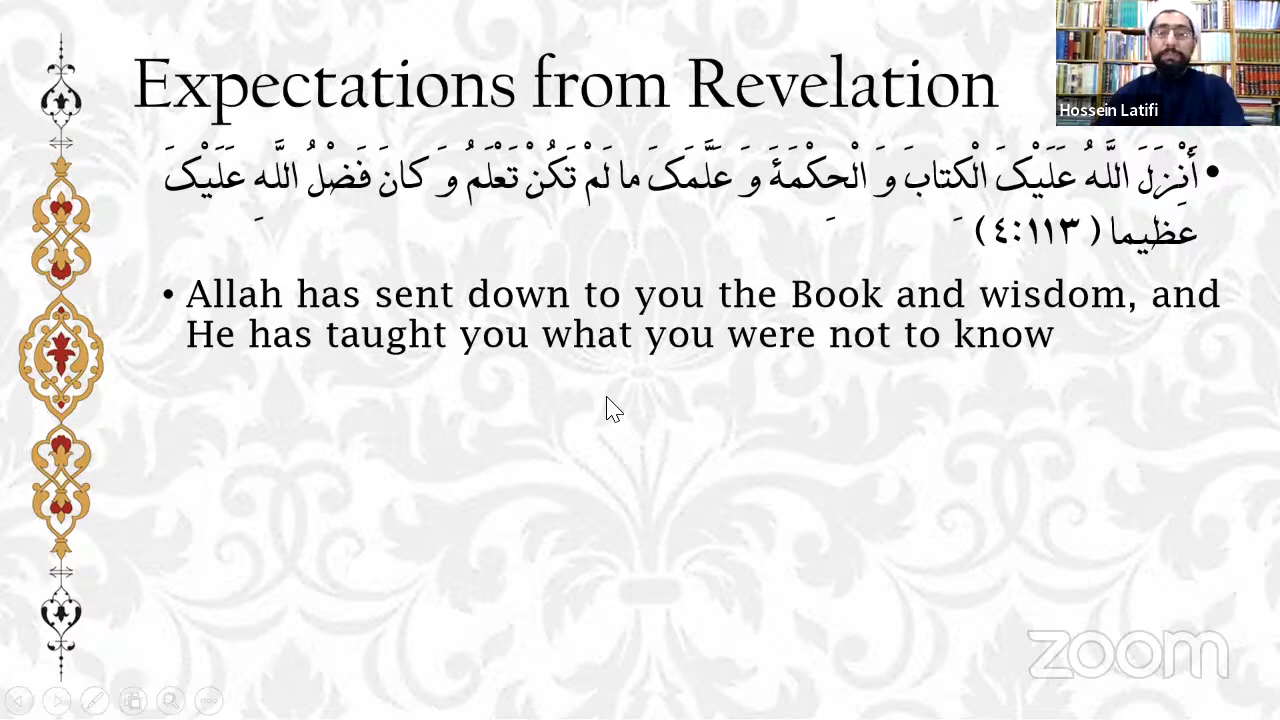 Expectations from Revelation
Hossein Latifi
• أَنْزَلَ اللَّهُ عَلَيْكَ الْكِتابَ وَ الْحِكْمَةَ وَ عَلَّمَكَ ما لَمْ تَكُنْ تَعْلَمُ وَ كانَ فَضْلُ اللَّهِ عَلَيْكَ
عَظِيما (٤:١١٣)
• Allah has sent down to you the Book and wisdom, and
He has taught you what you were not to know
zoom